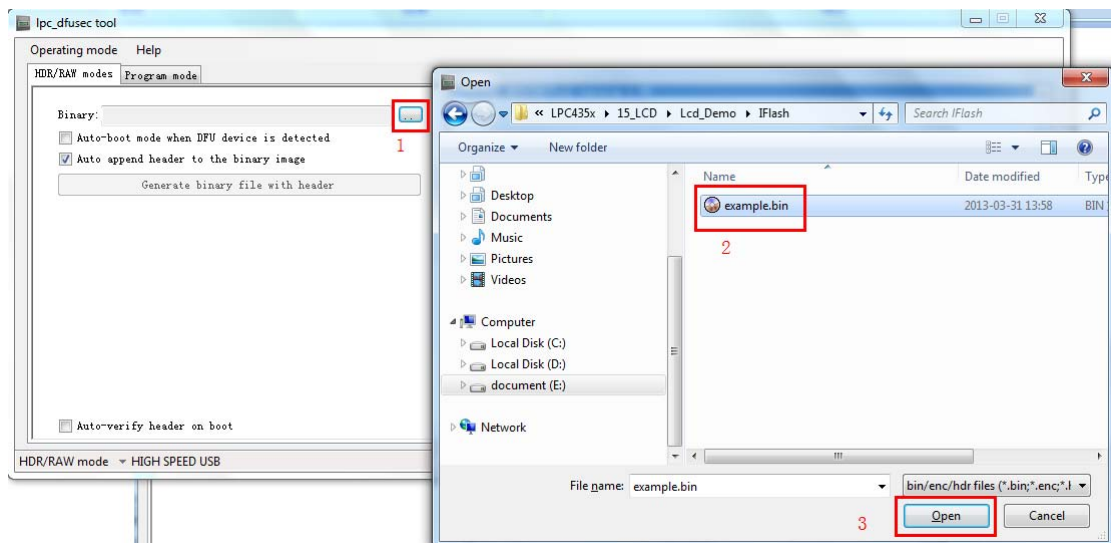 lpc_dfusec tool
Operating mode Help
HDR/RAW modes Program mode
Binary: ...
1
Auto-boot mode when DFU device is detected
Auto append header to the binary image
Generate binary file with header
Auto-verify header on boot
HDR/RAW mode HIGH SPEED USB
Open
« LPC435x 15_LCD Lcd_Demo IFlash
Search IFlash
Organize New folder
Name Date modified Type
Desktop
Documents
Music
Pictures
Videos
Computer
Local Disk (C:)
Local Disk (D:)
document (E:)
Network
example.bin 2013-03-31 13:58 BIN
2
File name: example.bin
bin/enc/hdr files (*.bin;*.enc;*.
3
Open Cancel